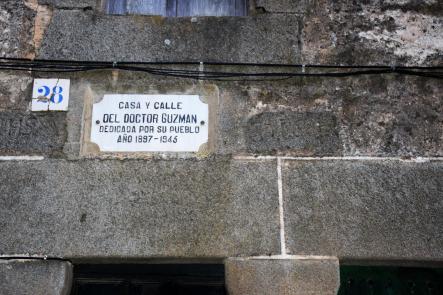 28
CASA Y CALLE
DEL DOCTOR GUZMAN
DEDICADA POR SU PUEBLO
AÑO 1897-1945